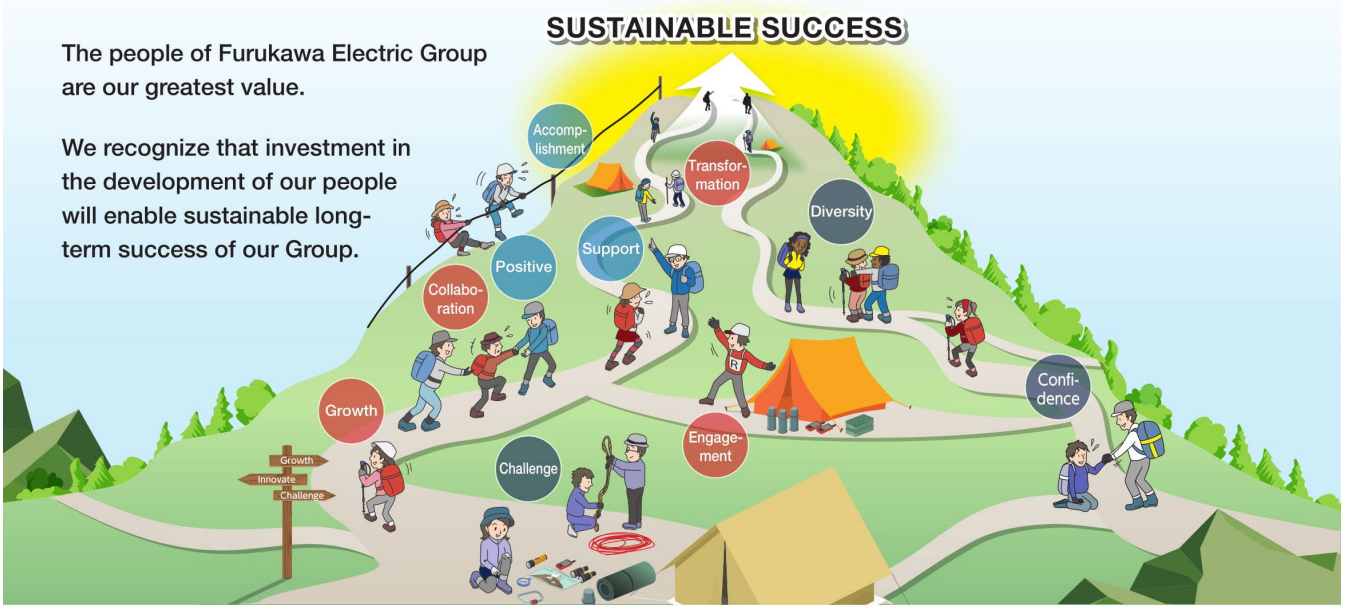 SUSTAINABLE SUCCESS
The people of Furukawa Electric Group
are our greatest value.
We recognize that investment in
the development of our people
will enable sustainable long-
term success of our Group.
Accomp-
lishment
Transfor-
mation
Diversity
Support
Positive
Collabo-
ration
Growth
Confi-
dence
Engage-
ment
Challenge
R
Growth
Innovate
Challenge